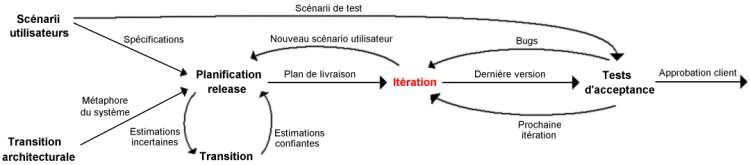 Scénarii de test
Scénarii
utilisateurs
Spécifications
Nouveau scénario utilisateur
Bugs
Planification
release
Plan de livraison
Itération
Dernière version
Tests
d'acceptance
Approbation client
Métaphore
du système
Estimations
incertaines
Estimations
confiantes
Prochaine
itération
Transition
architecturale
Transition